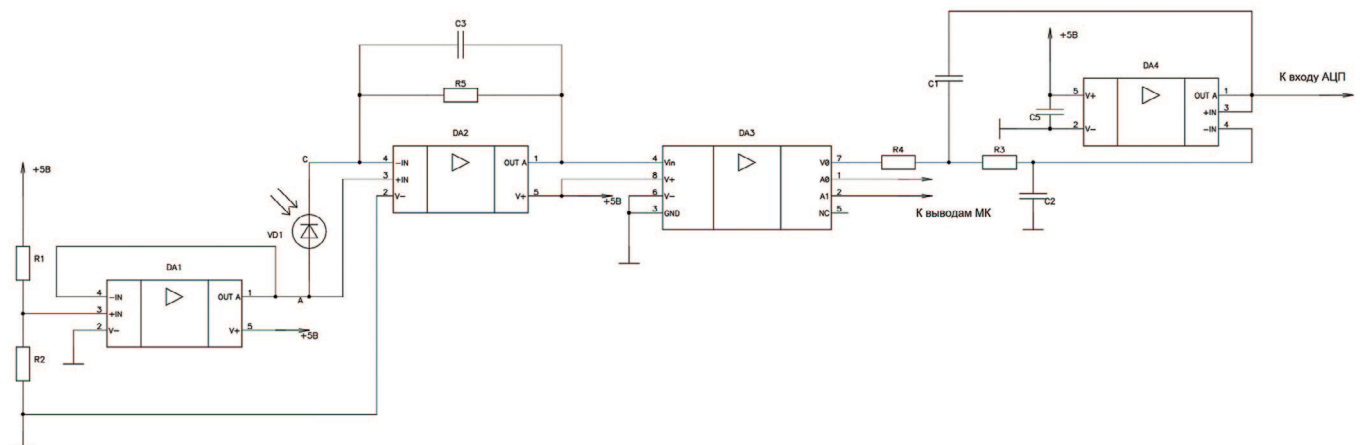 C3
+5В
R5
DA4
C1
К входу АЦП
5 V+ OUT A 1
+IN 3
C5
2 V- -IN 4
DA2
DA3
C 4 -IN OUT A 1
4 Vin V0 7
R4
R3
+5В
3 +IN
8 V+ A0 1
2 V- V+ 5
+5В
6 V- A1 2
C2
3 GND NC 5
К выводам МК
VD1
R1
DA1
4 -IN OUT A 1
A
3 +IN
2 V- V+ 5
+5В
R2